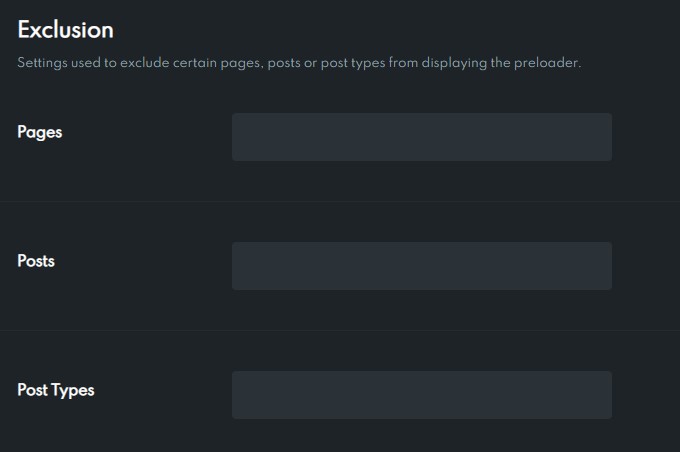 Exclusion
Settings used to exclude certain pages, posts or post types from displaying the preloader.
Pages
Posts
Post Types